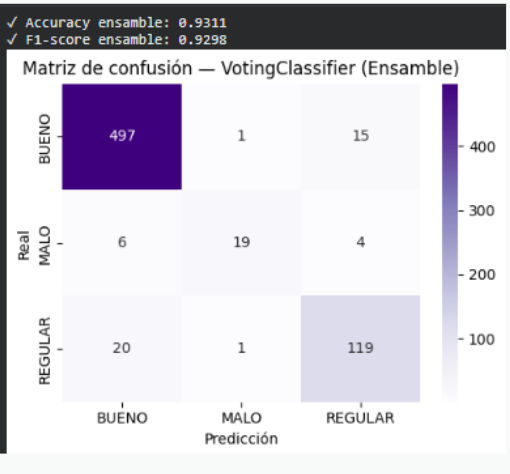 ✓ Accuracy ensamble: 0.9311
✓ F1-score ensamble: 0.9298
Matriz de confusión — VotingClassifier (Ensamble)
BUENO 497 1 15
MALO 6 19 4
REGULAR 20 1 119
Real
BUENO MALO REGULAR
Predicción
400
300
200
100